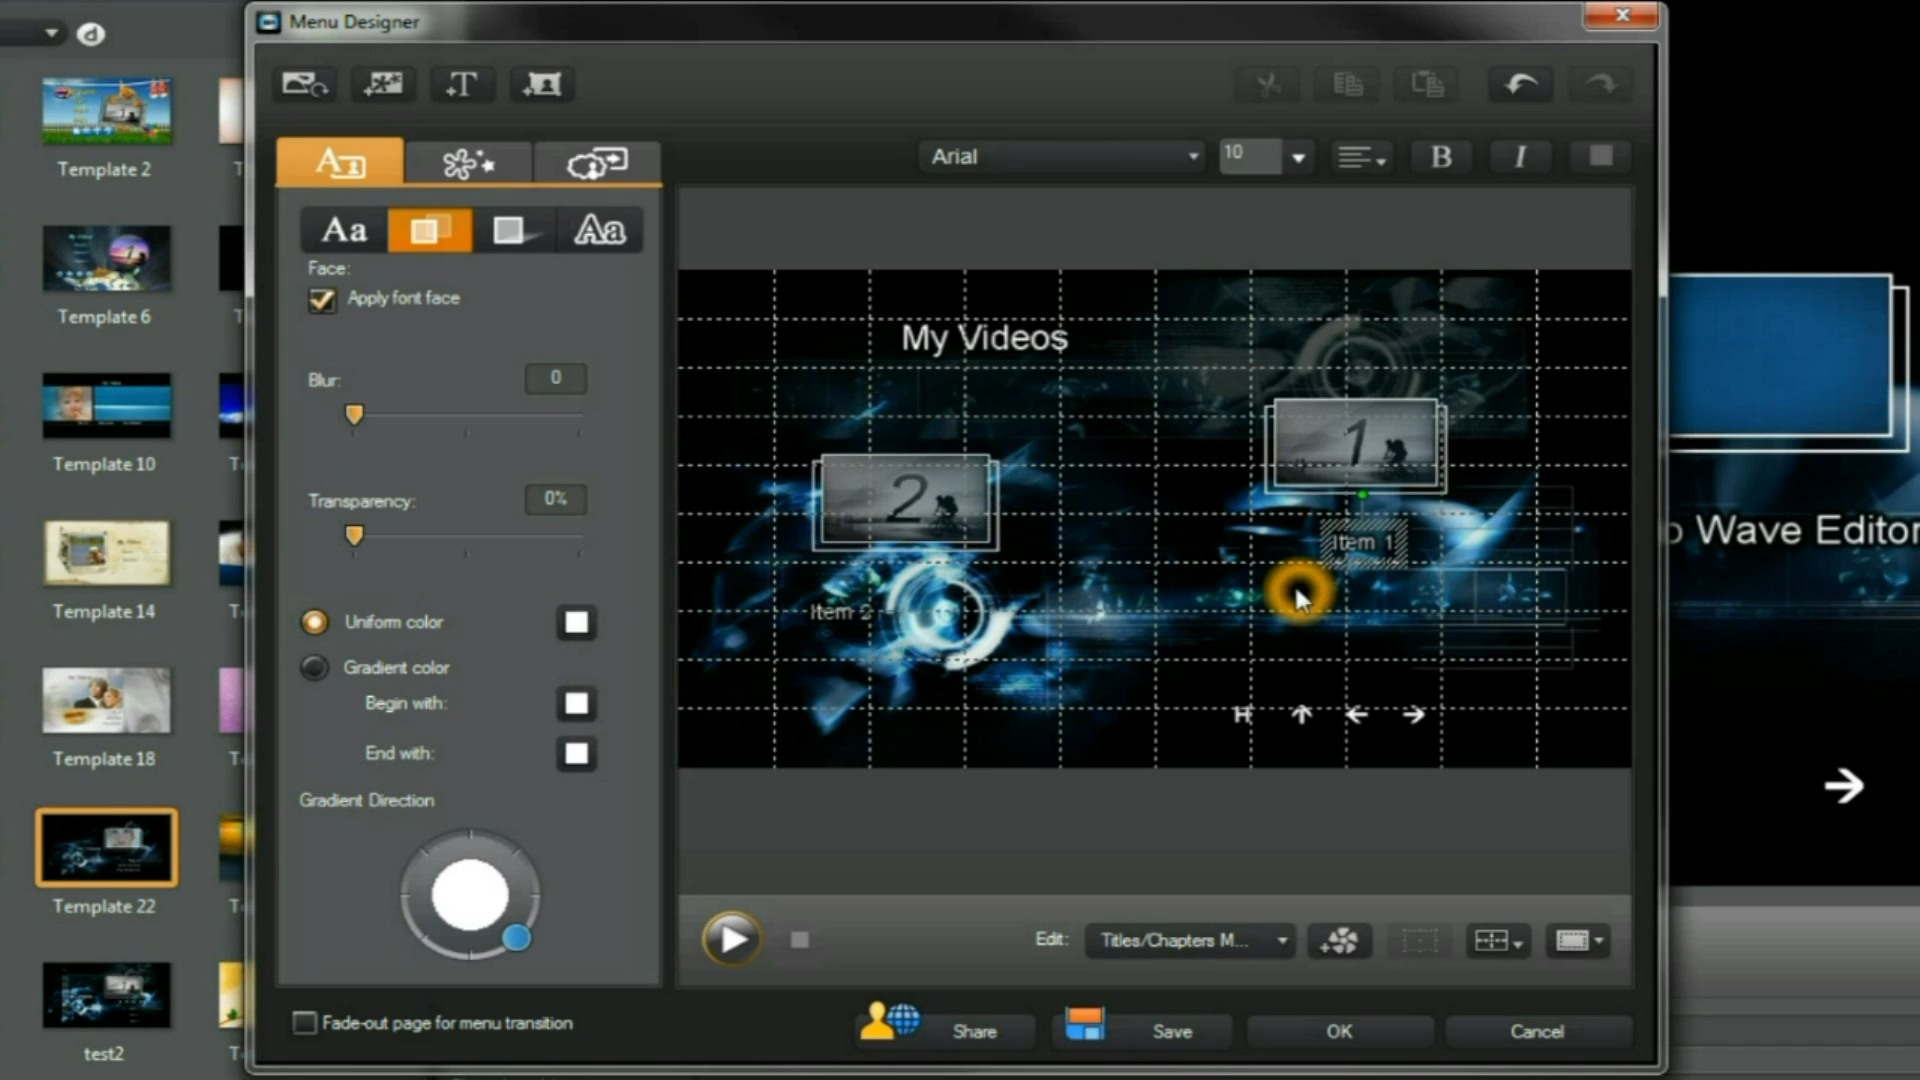 Menu Designer
T
Template 2
Arial
10
B
I
A
Aa
Aa
Face:
Template 6
Apply font face
My Videos
Blur:
0
1
Template 10
2
Transparency:
0%
Item 1
o Wave Editor
Template 14
Item 2
Uniform color
Gradient color
Begin with:
H
End with:
Template 18
Gradient Direction
Template 22
Edit:
Titles/Chapters M...
Fade-out page for menu transition
Share
Save
OK
Cancel
test2